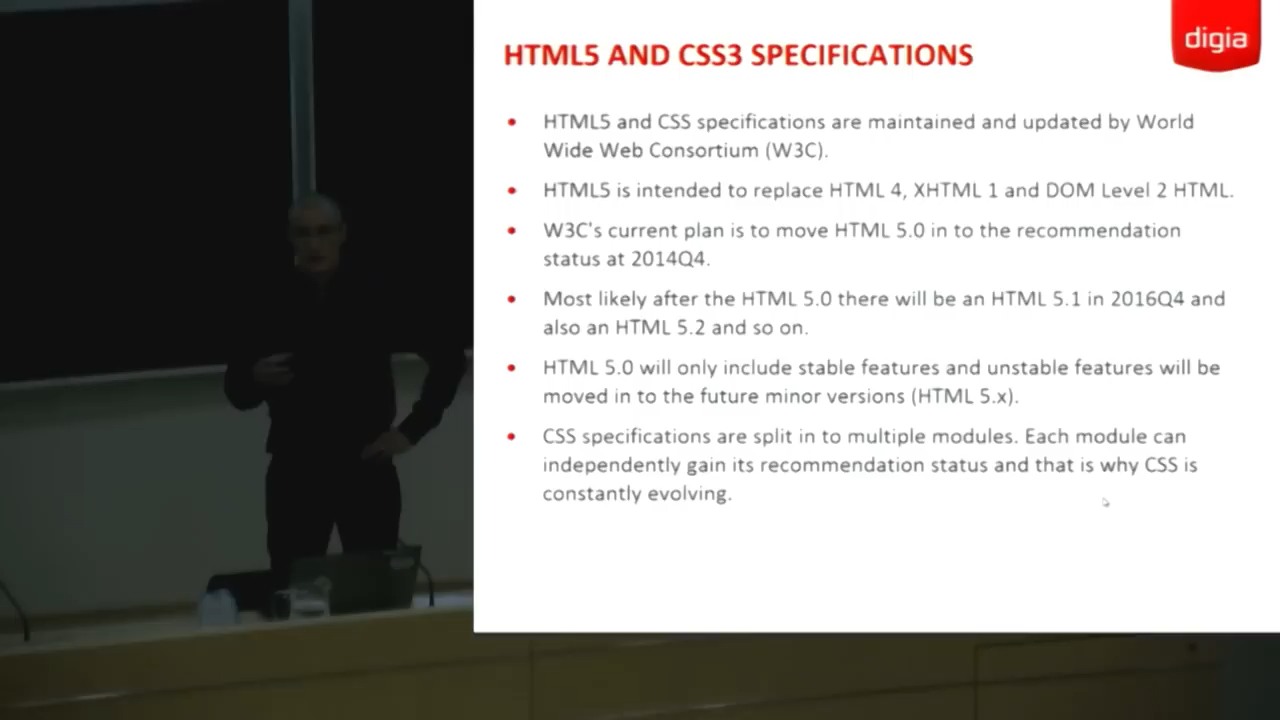 digia
HTML5 AND CSS3 SPECIFICATIONS
HTML5 and CSS specifications are maintained and updated by World
Wide Web Consortium (W3C).
HTML5 is intended to replace HTML 4, XHTML 1 and DOM Level 2 HTML.
W3C's current plan is to move HTML 5.0 in to the recommendation
status at 2014Q4.
Most likely after the HTML 5.0 there will be an HTML 5.1 in 2016Q4 and
also an HTML 5.2 and so on.
HTML 5.0 will only include stable features and unstable features will be
moved in to the future minor versions (HTML 5.x).
CSS specifications are split in to multiple modules. Each module can
independently gain its recommendation status and that is why CSS is
constantly evolving.